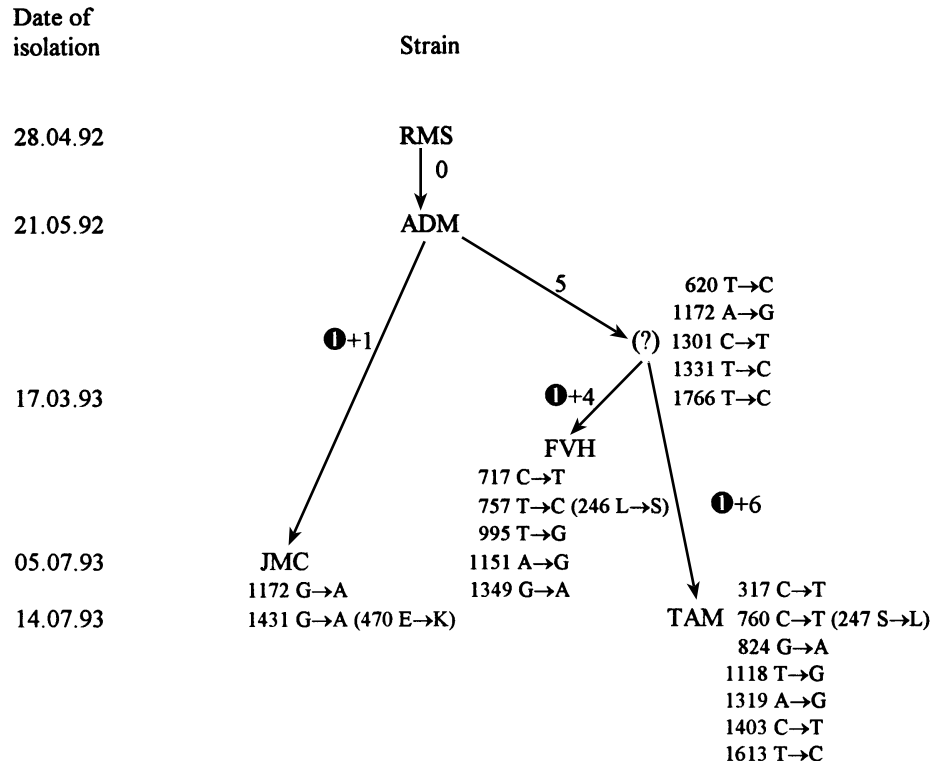 Date of
isolation
Strain
28.04.92
RMS
0
21.05.92
ADM
5
620 T→C
1172 A→G
(?) 1301 C→T
1331 T→C
1766 T→C
❶+1
17.03.93
❶+4
FVH
717 C→T
757 T→C (246 L→S)
995 T→G
1151 A→G
1349 G→A
❶+6
05.07.93
JMC
1172 G→A
1431 G→A (470 E→K)
14.07.93
317 C→T
TAM 760 C→T (247 S→L)
824 G→A
1118 T→G
1319 A→G
1403 C→T
1613 T→C